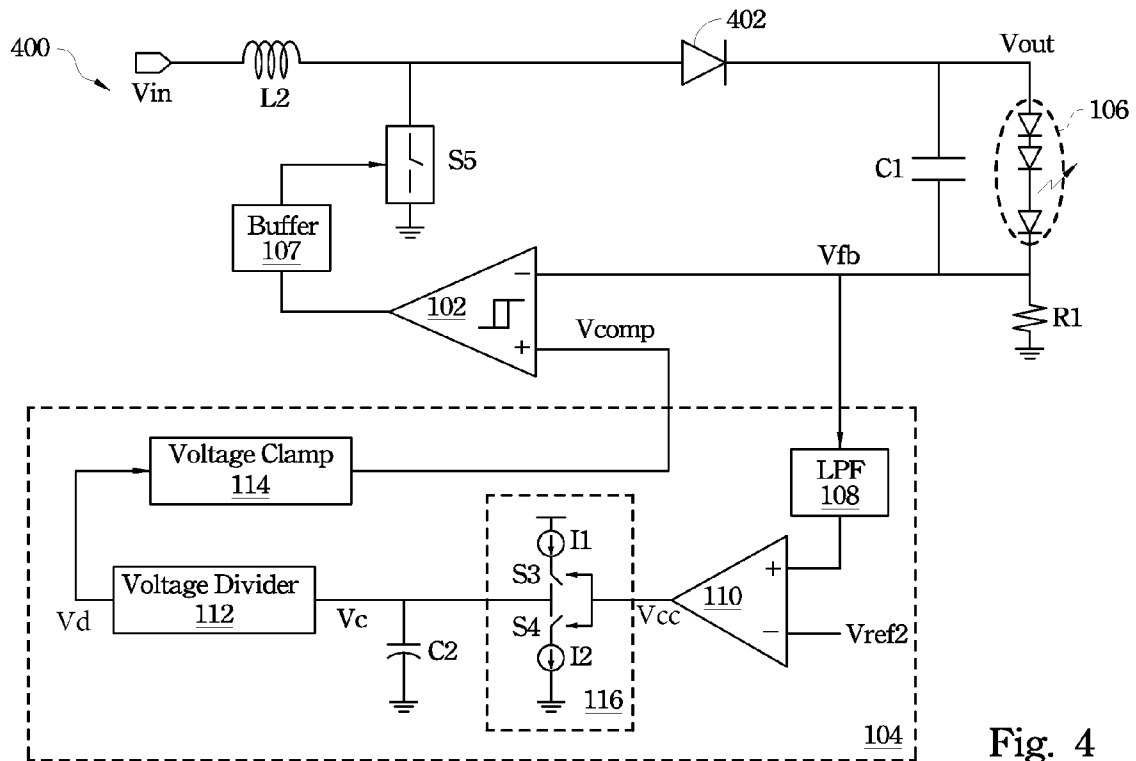 400
Vin
L2
402
Vout
106
S5
C1
Buffer
107
Vfb
102
−
+
Vcomp
R1
Voltage Clamp
114
LPF
108
I1
S3
S4
I2
116
Vcc
110
+
−
Vref2
Voltage Divider
112
Vd
Vc
C2
104
Fig. 4